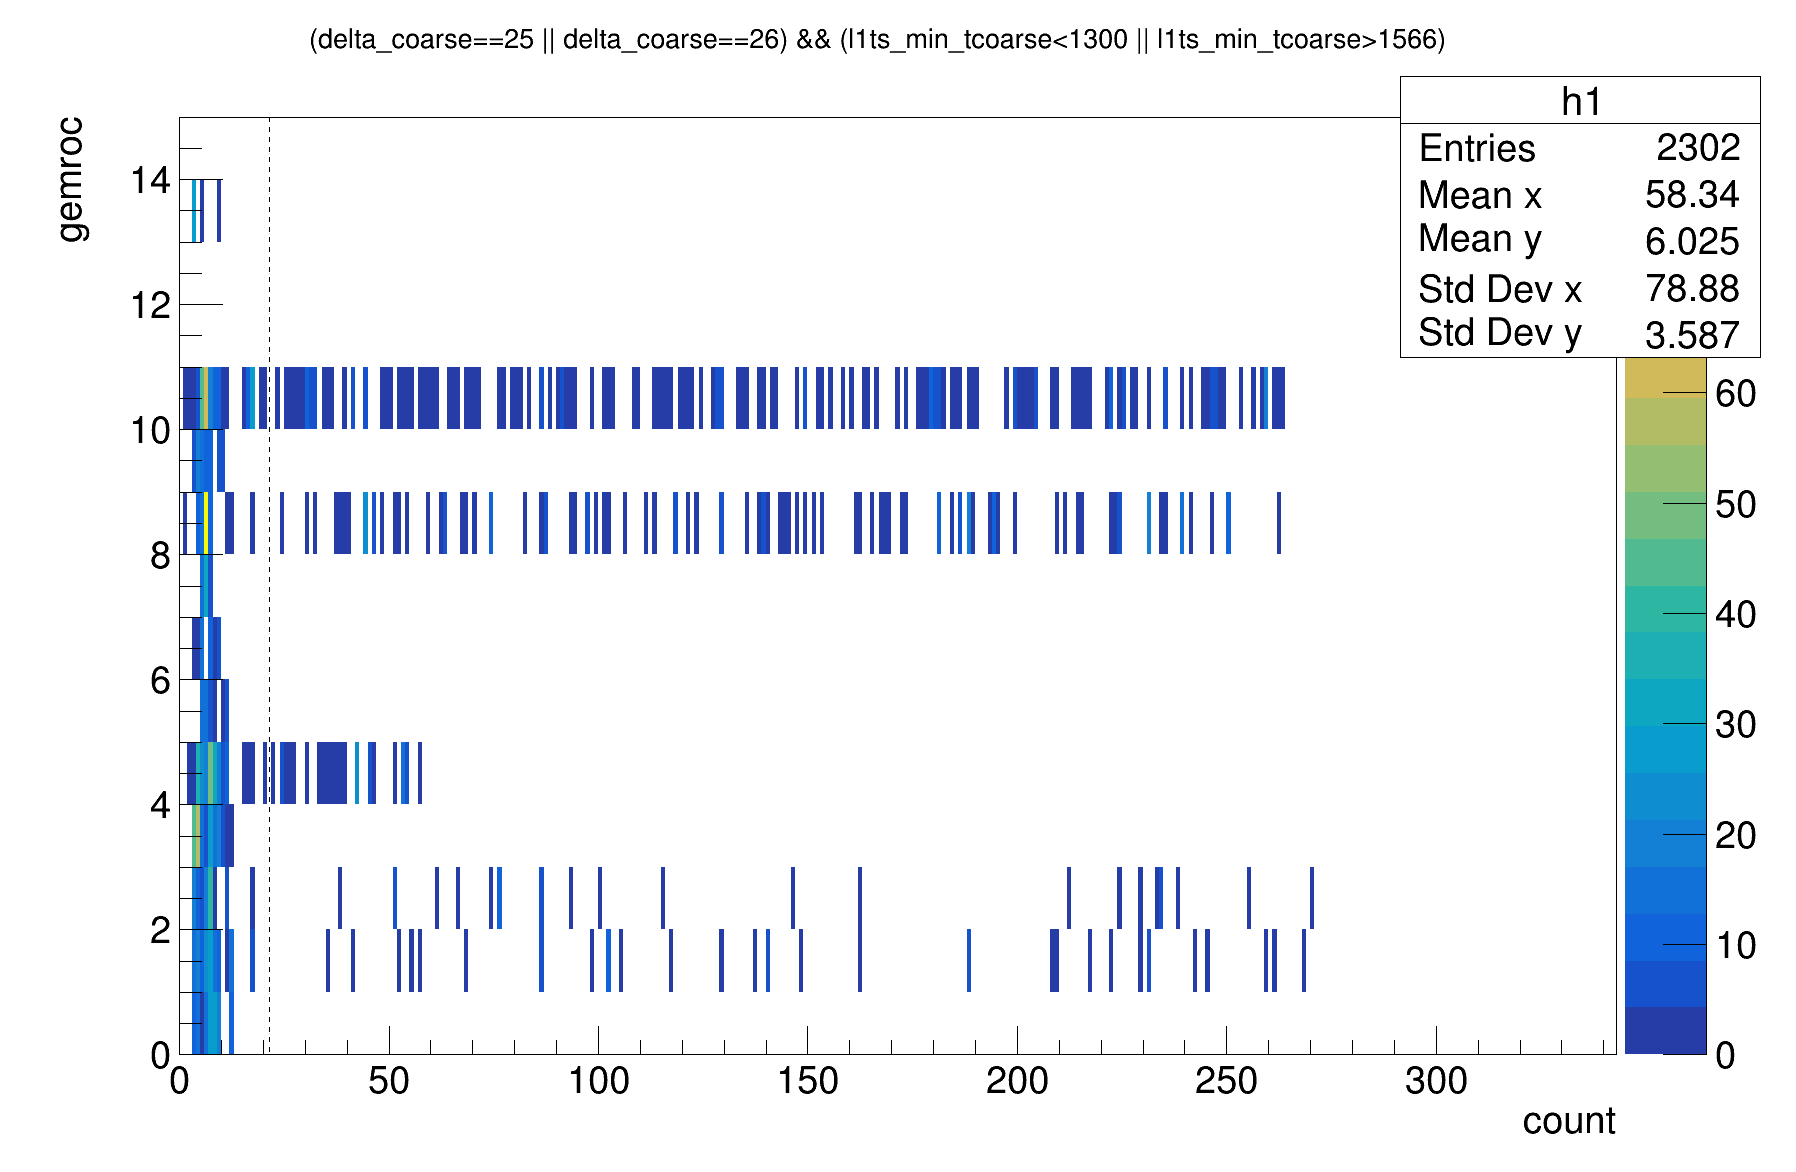 (delta_coarse==25 || delta_coarse==26) && (l1ts_min_tcoarse<1300 || l1ts_min_tcoarse>1566)
h1
Entries 2302
Mean x 58.34
Mean y 6.025
Std Dev x 78.88
Std Dev y 3.587
gemroc
14
12
10
8
6
4
2
0
0 50 100 150 200 250 300
count
60
50
40
30
20
10
0